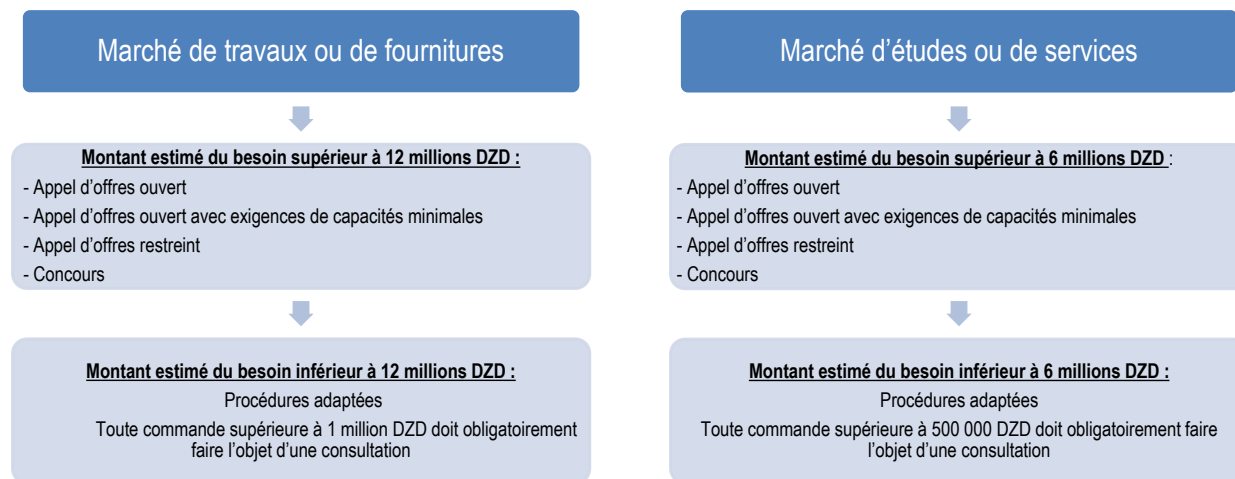 Marché de travaux ou de fournitures
Montant estimé du besoin supérieur à 12 millions DZD :
- Appel d’offres ouvert
- Appel d’offres ouvert avec exigences de capacités minimales
- Appel d’offres restreint
- Concours
Montant estimé du besoin inférieur à 12 millions DZD :
Procédures adaptées
Toute commande supérieure à 1 million DZD doit obligatoirement
faire l’objet d’une consultation
Marché d’études ou de services
Montant estimé du besoin supérieur à 6 millions DZD :
- Appel d’offres ouvert
- Appel d’offres ouvert avec exigences de capacités minimales
- Appel d’offres restreint
- Concours
Montant estimé du besoin inférieur à 6 millions DZD :
Procédures adaptées
Toute commande supérieure à 500 000 DZD doit obligatoirement faire
l’objet d’une consultation